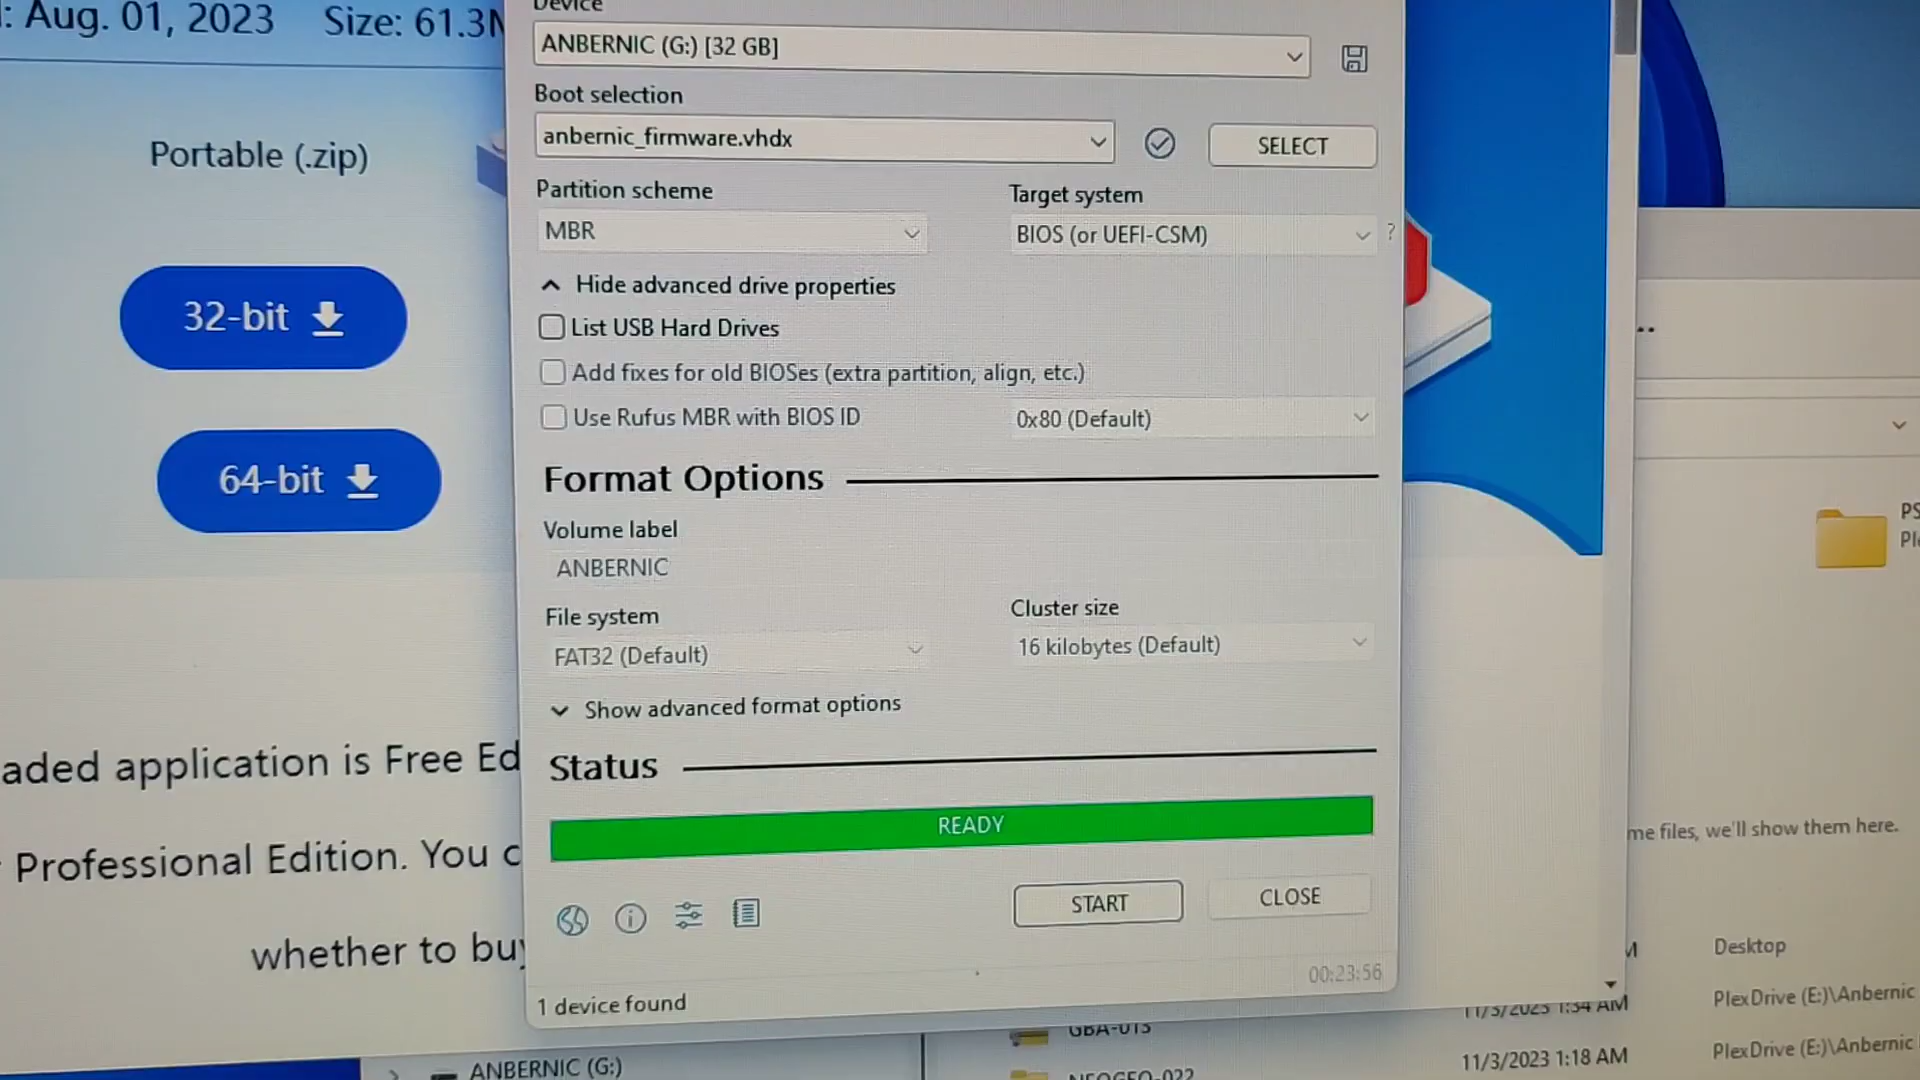 : Aug. 01, 2023 Size: 61.3M
Portable (.zip)
32-bit
64-bit
aded application is Free Ed
Professional Edition. You c
whether to buy
Device
ANBERNIC (G:) [32 GB]
Boot selection
anbernic_firmware.vhdx
SELECT
Partition scheme
Target system
MBR
BIOS (or UEFI-CSM)
?
Hide advanced drive properties
List USB Hard Drives
Add fixes for old BIOSes (extra partition, align, etc.)
Use Rufus MBR with BIOS ID
0x80 (Default)
Format Options
Volume label
ANBERNIC
File system
Cluster size
FAT32 (Default)
16 kilobytes (Default)
Show advanced format options
Status
READY
START
CLOSE
00:23:56
1 device found
ANBERNIC (G:)
PS
Ple
me files, we'll show them here.
M
Desktop
11/3/2023 1:34 AM
PlexDrive (E:)\Anbernic
GBA-013
11/3/2023 1:18 AM
PlexDrive (E:)\Anbernic
NEOGEO-022